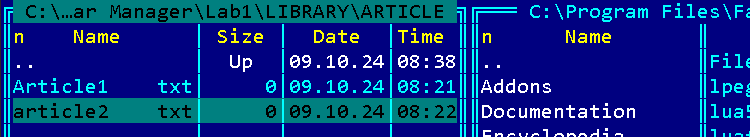 C:\…ar Manager\Lab1\LIBRARY\ARTICLE C:\Program Files\Fa
n Name Size Date Time n Name
.. Up 09.10.24 08:38 .. File
Article1 txt 0 09.10.24 08:21 Addons lpeg
article2 txt 0 09.10.24 08:22 Documentation lua5